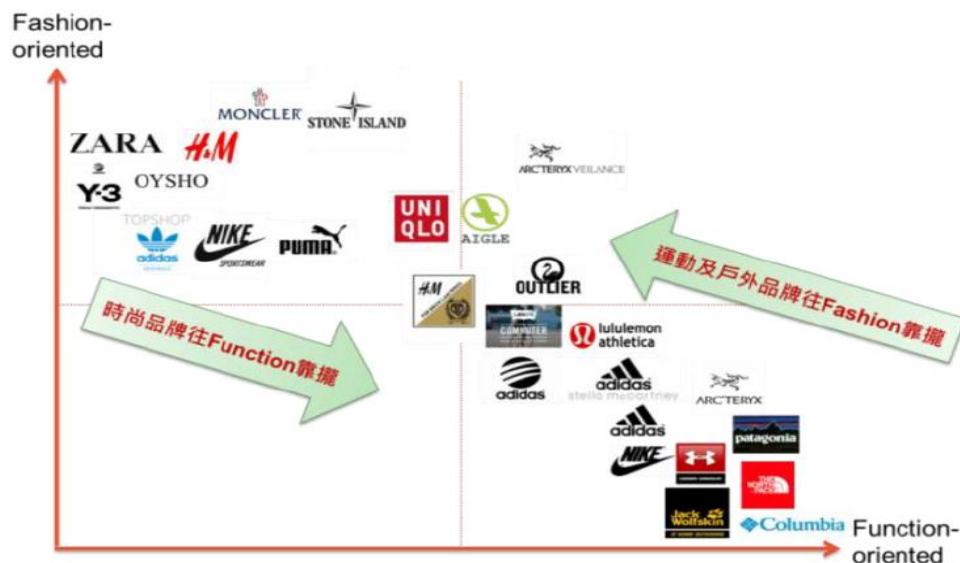 Fashion-
oriented
MONCLER
STONE ISLAND
ZARA
H&M
ARC'TERYX VEILANCE
Y-3
OYSHO
TOPSHOP
adidas
ORIGINALS
NIKE
SPORTSWEAR
PUMA
UNI
QLO
AIGLE
運動及戶外品牌往Fashion靠攏
OUTLIER
H&M
時尚品牌往Function靠攏
COMMUTER
lululemon
athletica
adidas
adidas
stella mccartney
ARC'TERYX
adidas
patagonia
NIKE
UNDER ARMOUR
THE
NORTH
FACE
Jack
Wolfskin
Columbia
Function-
oriented